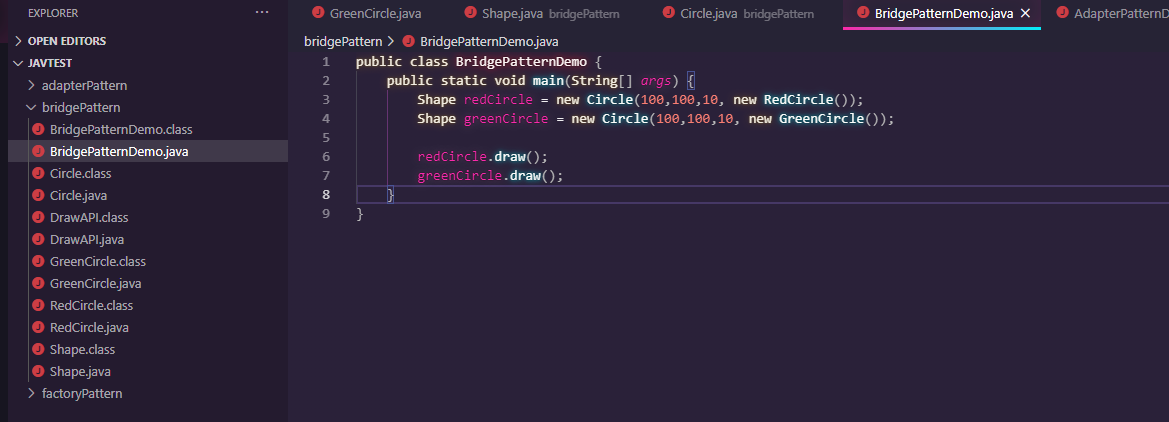 EXPLORER
OPEN EDITORS
JAVTEST
adapterPattern
bridgePattern
BridgePatternDemo.class
BridgePatternDemo.java
Circle.class
Circle.java
DrawAPI.class
DrawAPI.java
GreenCircle.class
GreenCircle.java
RedCircle.class
RedCircle.java
Shape.class
Shape.java
factoryPattern
GreenCircle.java Shape.java bridgePattern Circle.java bridgePattern BridgePatternDemo.java AdapterPatternD
bridgePattern > BridgePatternDemo.java
1 public class BridgePatternDemo {
2 public static void main(String[] args) {
3 Shape redCircle = new Circle(100,100,10, new RedCircle());
4 Shape greenCircle = new Circle(100,100,10, new GreenCircle());
5
6 redCircle.draw();
7 greenCircle.draw();
8 }
9 }